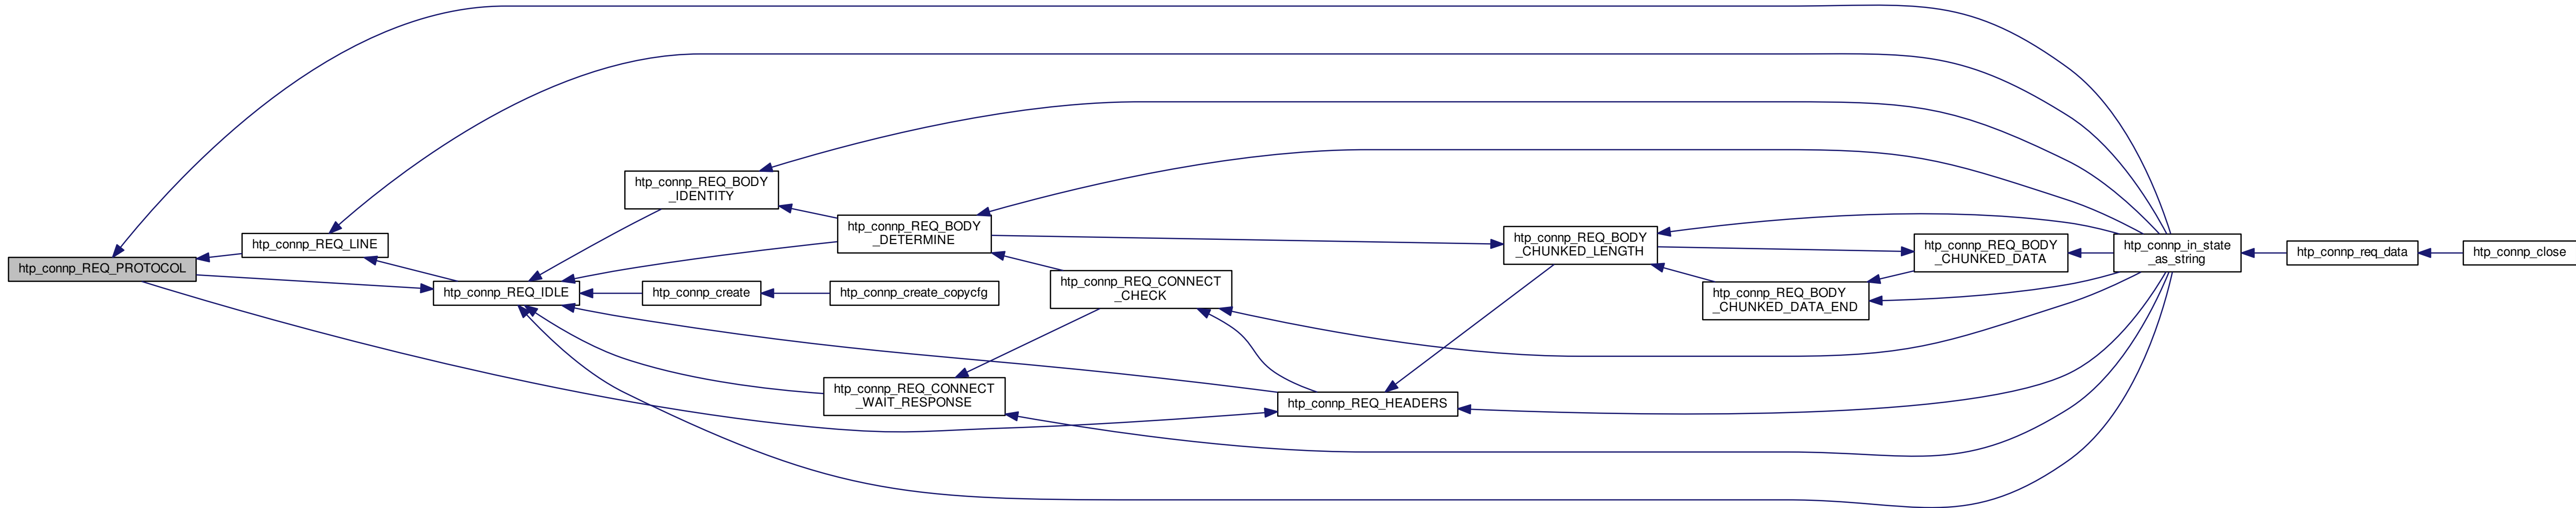 htp_connp_REQ_PROTOCOL
htp_connp_REQ_LINE
htp_connp_REQ_IDLE
htp_connp_REQ_BODY
_IDENTITY
htp_connp_create
htp_connp_REQ_BODY
_DETERMINE
htp_connp_create_copycfg
htp_connp_REQ_CONNECT
_WAIT_RESPONSE
htp_connp_REQ_CONNECT
_CHECK
htp_connp_REQ_HEADERS
htp_connp_REQ_BODY
_CHUNKED_LENGTH
htp_connp_REQ_BODY
_CHUNKED_DATA_END
htp_connp_REQ_BODY
_CHUNKED_DATA
htp_connp_in_state
_as_string
htp_connp_req_data
htp_connp_close